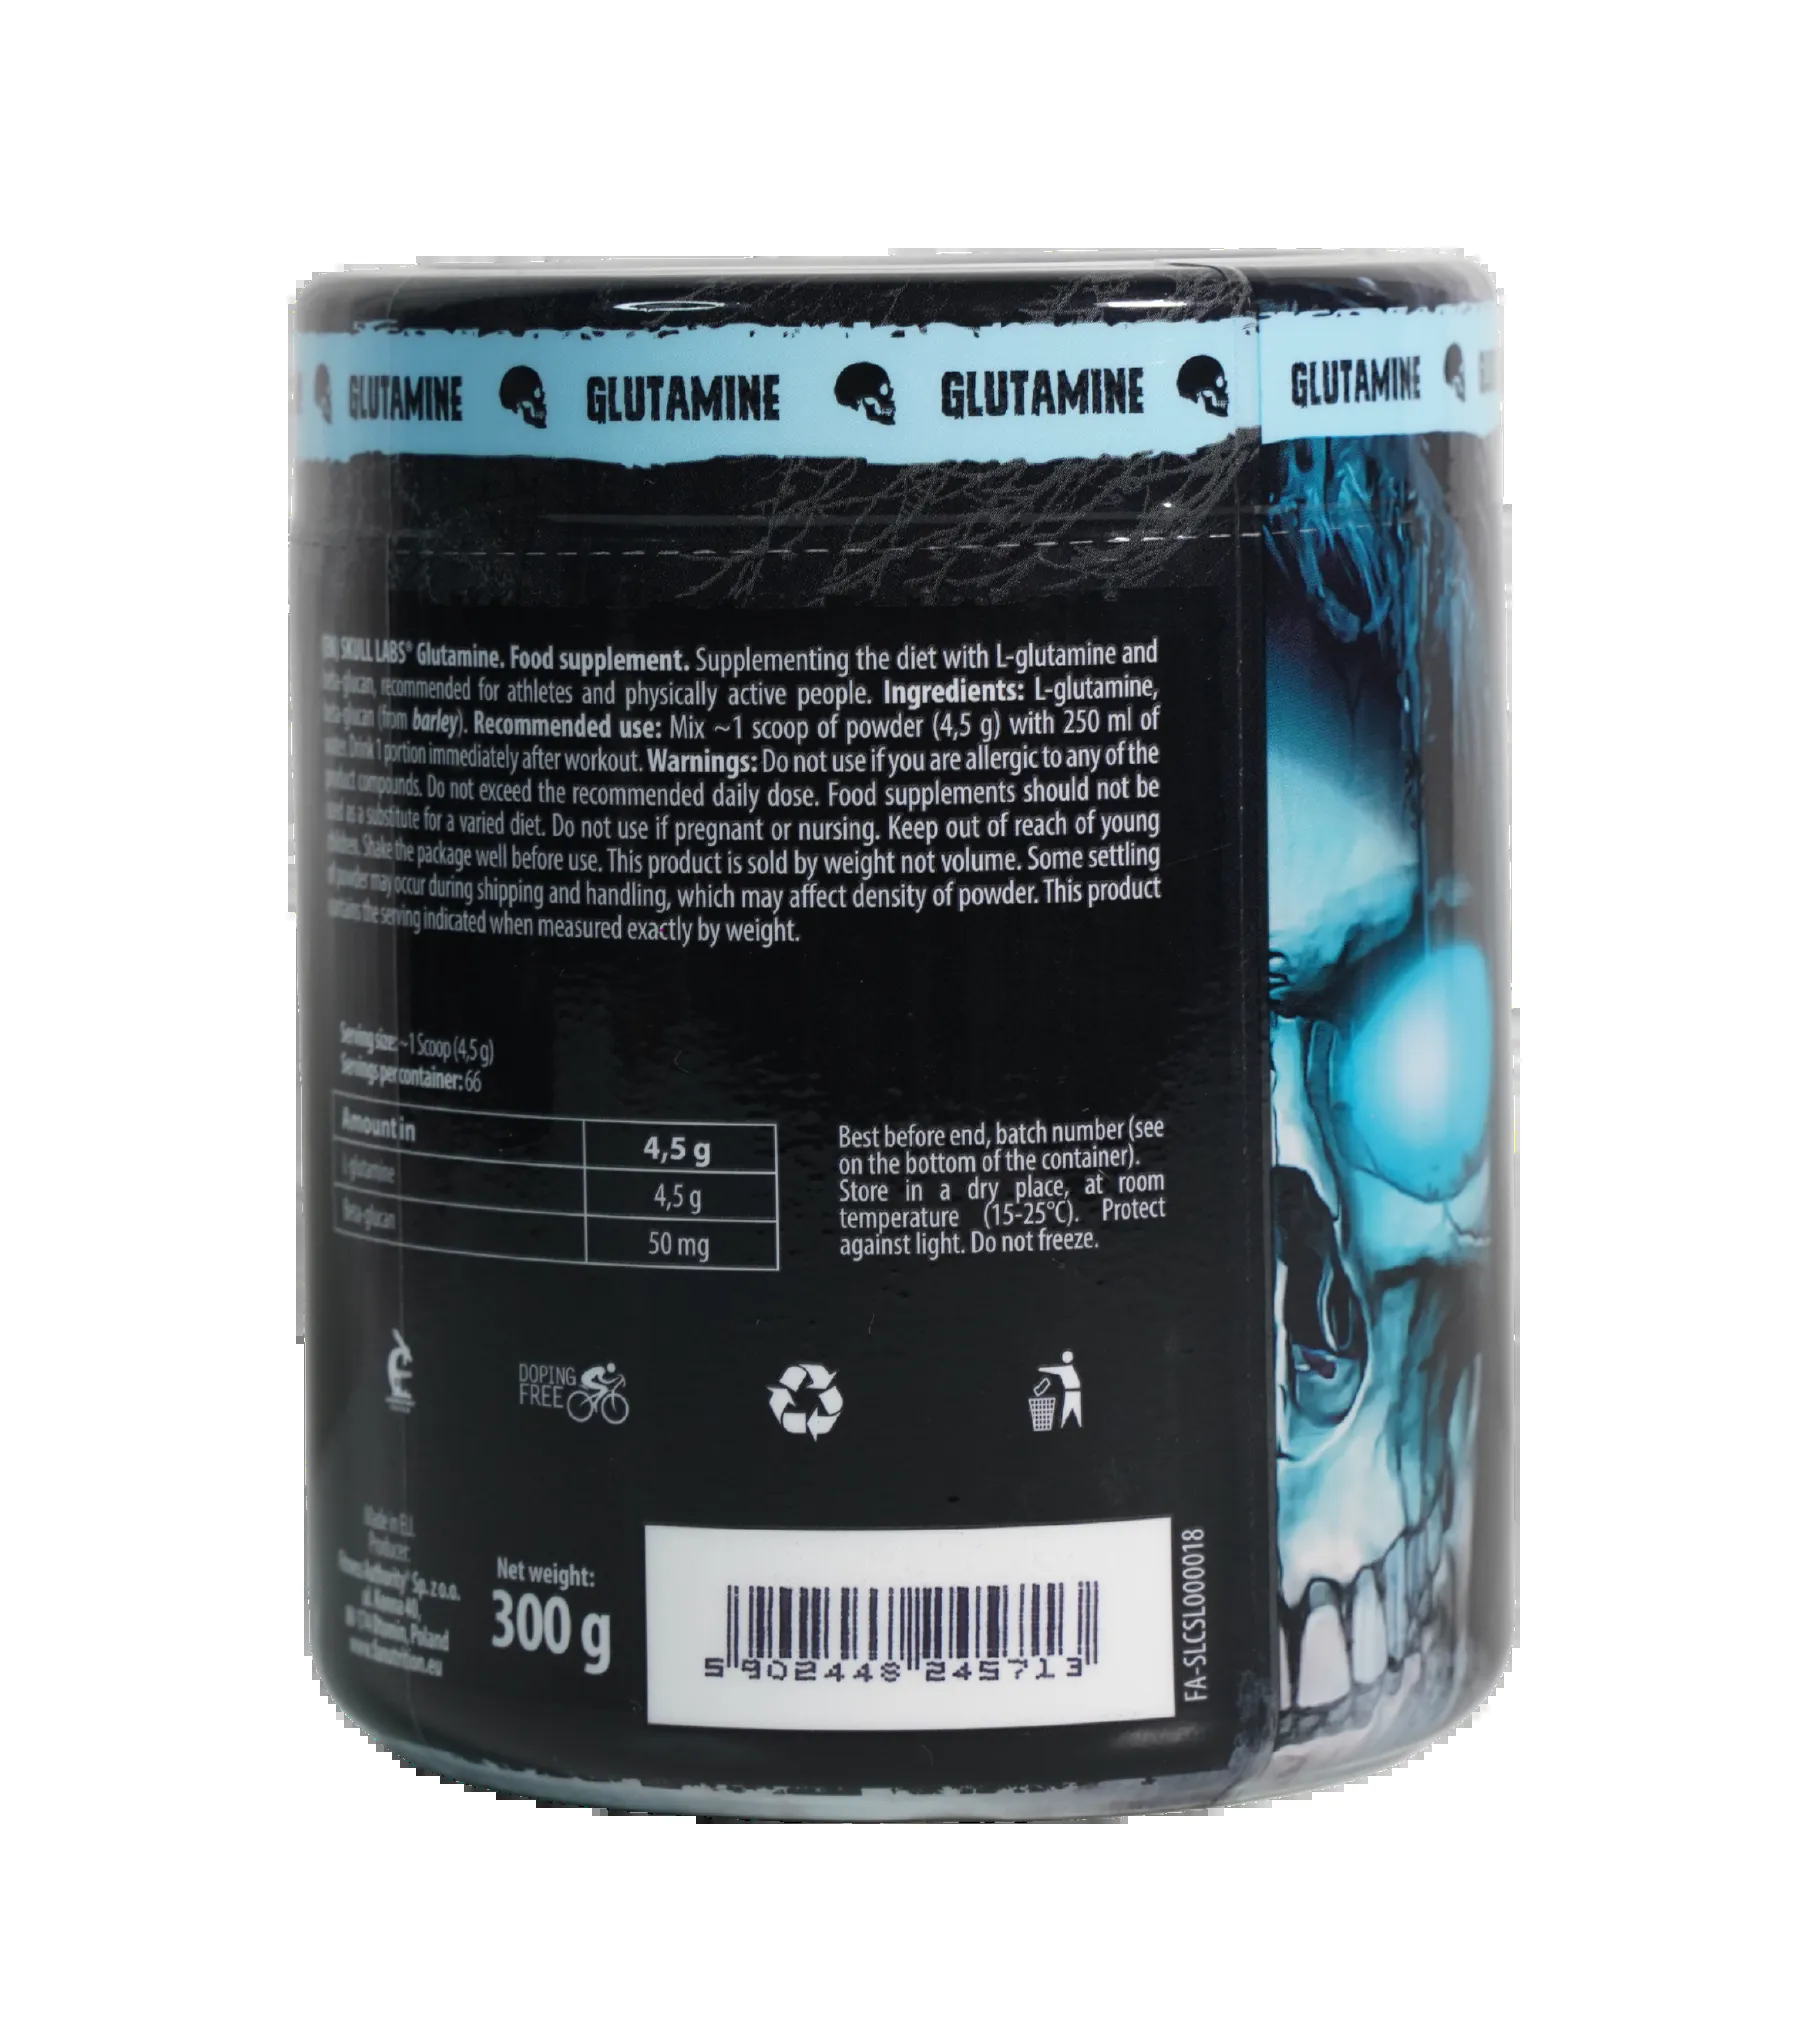 GLUTAMINE GLUTAMINE GLUTAMINE GLUTAMINE
SKULL LABS® Glutamine. Food supplement. Supplementing the diet with L-glutamine and
beta-glucan, recommended for athletes and physically active people. Ingredients: L-glutamine,
beta-glucan (from barley). Recommended use: Mix ~1 scoop of powder (4,5 g) with 250 ml of
water. Drink 1 portion immediately after workout. Warnings: Do not use if you are allergic to any of the
product compounds. Do not exceed the recommended daily dose. Food supplements should not be
used as a substitute for a varied diet. Do not use if pregnant or nursing. Keep out of reach of young
children. Shake the package well before use. This product is sold by weight not volume. Some settling
of powder may occur during shipping and handling, which may affect density of powder. This product
contains the serving indicated when measured exactly by weight.
Serving size: ~1 Scoop (4,5 g)
Servings per container: 66
Amount in 4,5 g
L-glutamine 4,5 g
Beta-glucan 50 mg
Best before end, batch number (see
on the bottom of the container).
Store in a dry place, at room
temperature (15-25°C). Protect
against light. Do not freeze.
DOPING
FREE
Made in E.U.
Producer:
Fitness Authority® Sp. z o.o.
ul. Konna 40,
Otomin, Poland
www.fanutrition.eu
Net weight:
300 g
5 902448 245713
FA-SLCSL000018